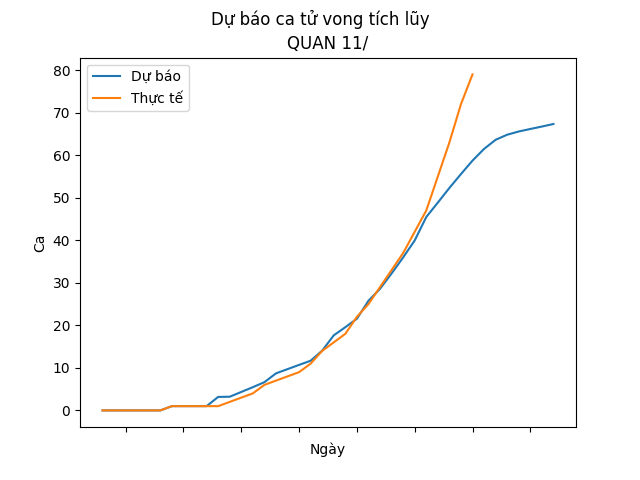 Dự báo ca tử vong tích lũy
QUAN 11/
Dự báo
Thực tế
80
70
60
50
40
30
20
10
0
Ca
Ngày